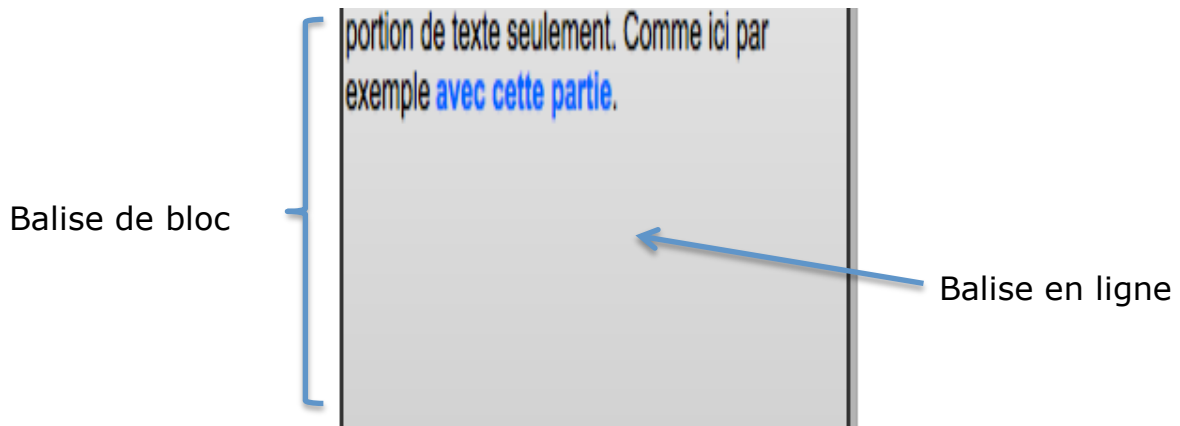 portion de texte seulement. Comme ici par
exemple avec cette partie.
Balise de bloc
Balise en ligne